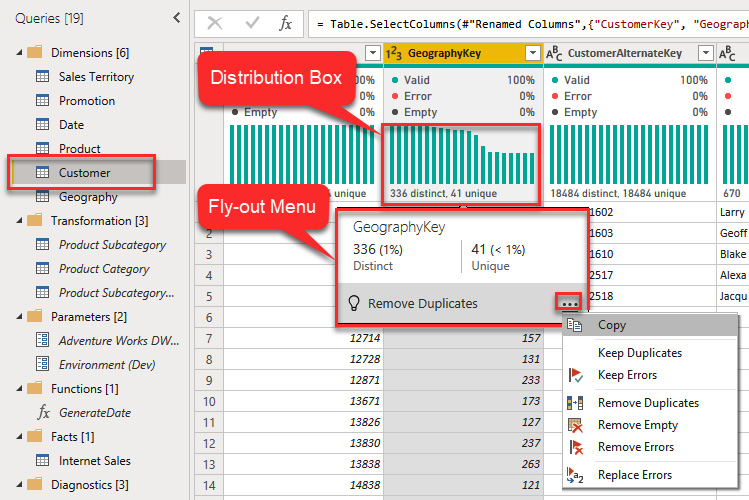 Queries [19]
Dimensions [6]
Sales Territory
Promotion
Date
Product
Customer
Geography
Transformation [3]
Product Subcategory
Product Category
Product Subcategory...
Parameters [2]
Adventure Works DW...
Environment (Dev)
Functions [1]
GenerateDate
Facts [1]
Internet Sales
Diagnostics [3]
fx
= Table.SelectColumns(#"Renamed Columns",{"CustomerKey", "Geograph
1²3 GeographyKey
ABC CustomerAlternateKey
ABC
Distribution Box
100%
0%
Empty 0%
Valid 100%
Error 0%
Empty 0%
Valid 100%
Error 0%
Empty 0%
unique
336 distinct, 41 unique
18484 distinct, 18484 unique
670
Fly-out Menu
GeographyKey
336 (1%)
Distinct
41 (< 1%)
Unique
Remove Duplicates
...
1602 Larry
2
1603 Geoff
3
1610 Blake
4
2517 Alexa
5
2518 Jacqu
6
7 12714 157
8 12728 131
9 12871 233
10 13671 173
11 13826 127
12 13830 237
13 13838 263
14 14838 121
Copy
Keep Duplicates
Keep Errors
Remove Duplicates
Remove Empty
Remove Errors
Replace Errors